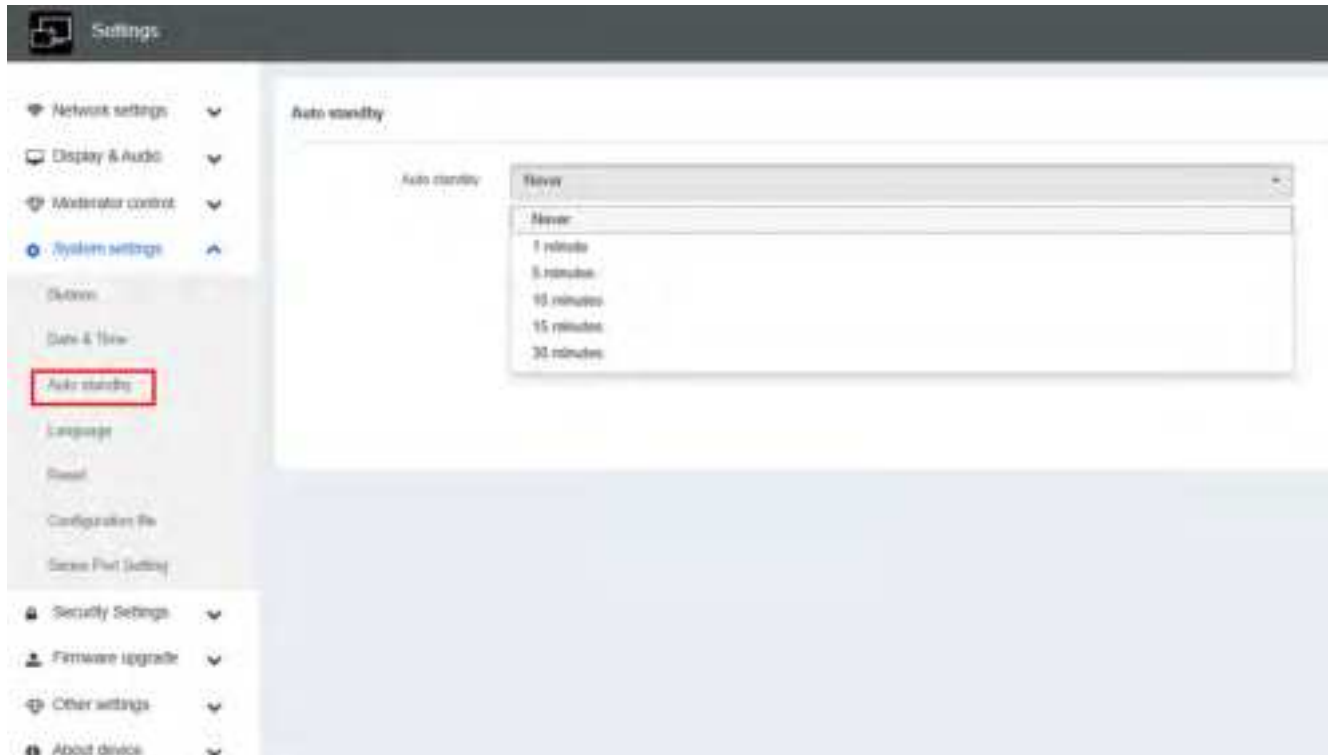 Settings
Network settings
Display & Audio
Moderator control
System settings
Buttons
Date & Time
Auto standby
Language
Reset
Configuration file
Port Setting
Security Settings
Firmware upgrade
Other settings
About device
Auto standby
Auto standby
Never
Never
1 minute
5 minutes
10 minutes
15 minutes
30 minutes